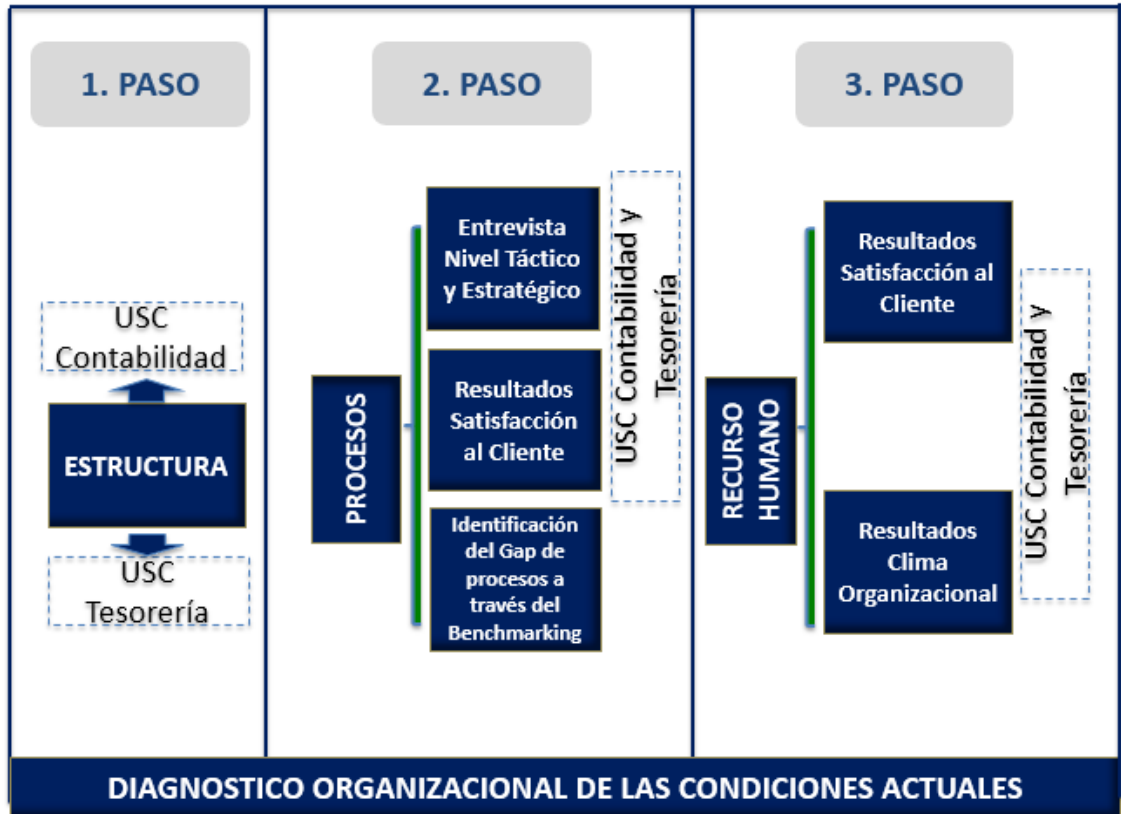 1. PASO
USC
Contabilidad
ESTRUCTURA
USC
Tesorería
2. PASO
PROCESOS
Entrevista
Nivel Táctico
y Estratégico
Resultados
Satisfacción
al Cliente
Identificación
del Gap de
procesos a
través del
Benchmarking
USC Contabilidad y
Tesorería
3. PASO
RECURSO
HUMANO
Resultados
Satisfacción al
Cliente
Resultados
Clima
Organizacional
USC Contabilidad y
Tesorería
DIAGNOSTICO ORGANIZACIONAL DE LAS CONDICIONES ACTUALES